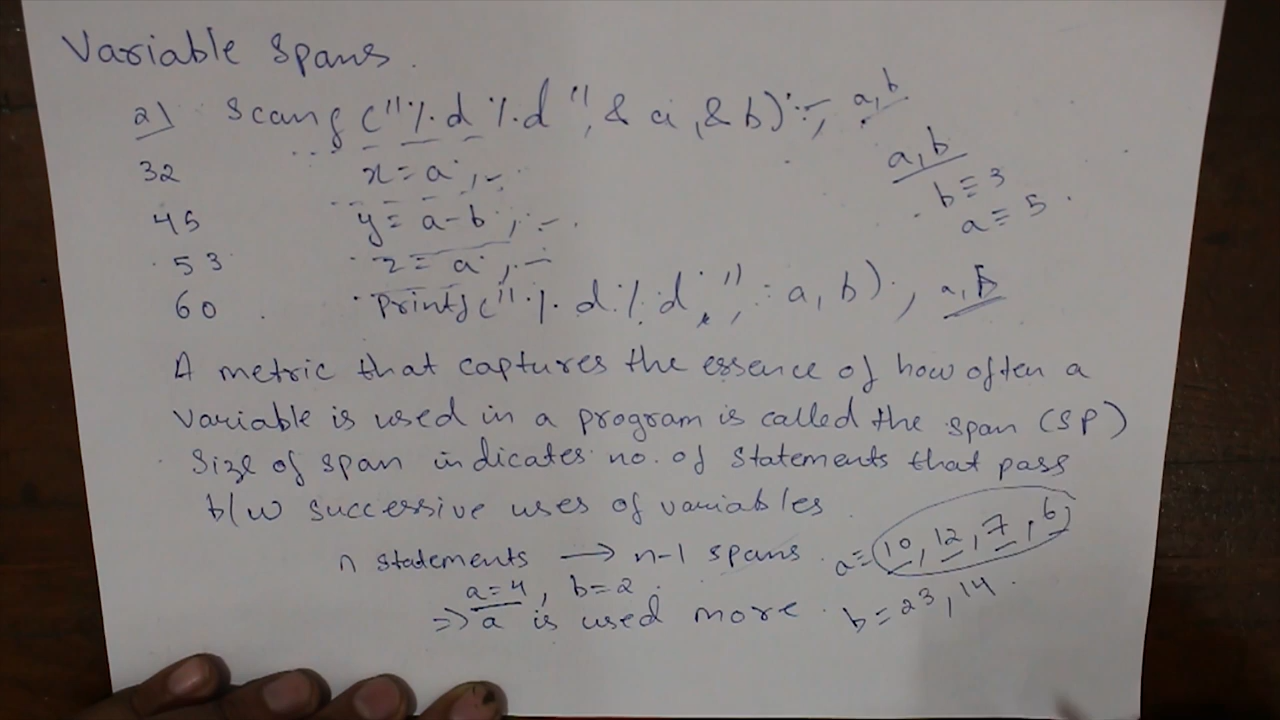 Variable Spans.
21 Scanf ("%d %d", & a, & b); a, b
a, b
32 x = a;
b = 3
45 y = a - b;
a = 5
53 z = a;
60 printf ("%d %d", a, b); a, b
A metric that captures the essence of how often a
variable is used in a program is called the span (SP)
Size of span indicates no. of statements that pass
b/w successive uses of variables
n statements → n-1 spans.
a = 10, 12, 7, 6
a=4, b=2
b = 23, 14
=> a is used more